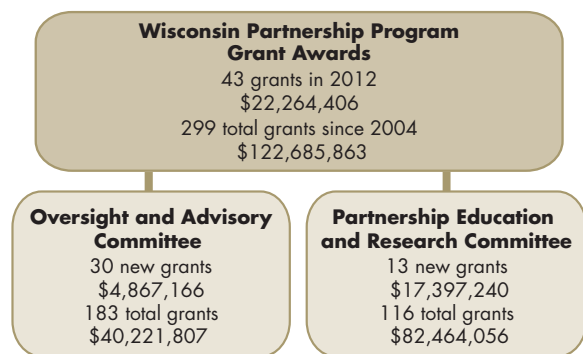 Wisconsin Partnership Program
Grant Awards
43 grants in 2012
$22,264,406
299 total grants since 2004
$122,685,863
Oversight and Advisory
Committee
30 new grants
$4,867,166
183 total grants
$40,221,807
Partnership Education
and Research Committee
13 new grants
$17,397,240
116 total grants
$82,464,056